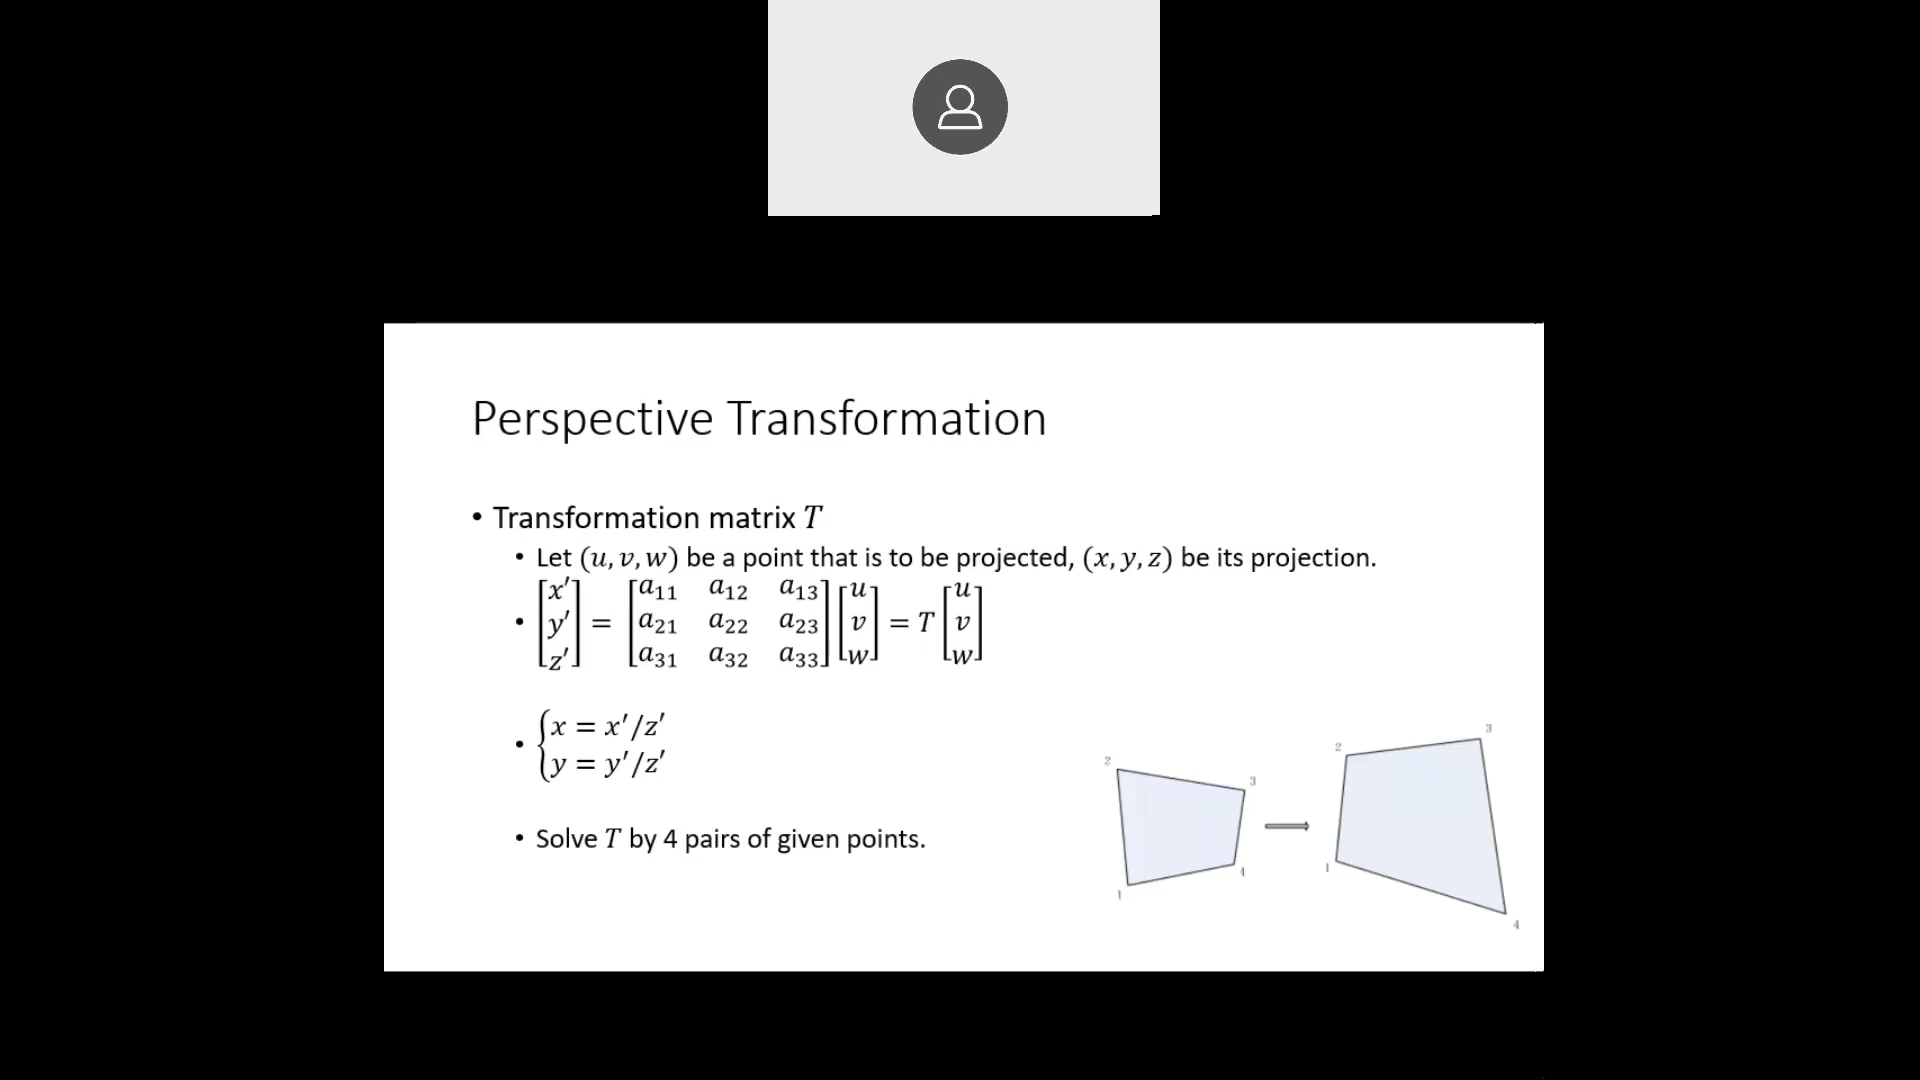 Perspective Transformation
• Transformation matrix T
• Let (u, v, w) be a point that is to be projected, (x, y, z) be its projection.
• [x′ y′ z′] = [a₁₁ a₁₂ a₁₃ a₂₁ a₂₂ a₂₃ a₃₁ a₃₂ a₃₃] [u v w] = T [u v w]
• {x = x′/z′
y = y′/z′
• Solve T by 4 pairs of given points.
2
3
1
4
2
3
1
4